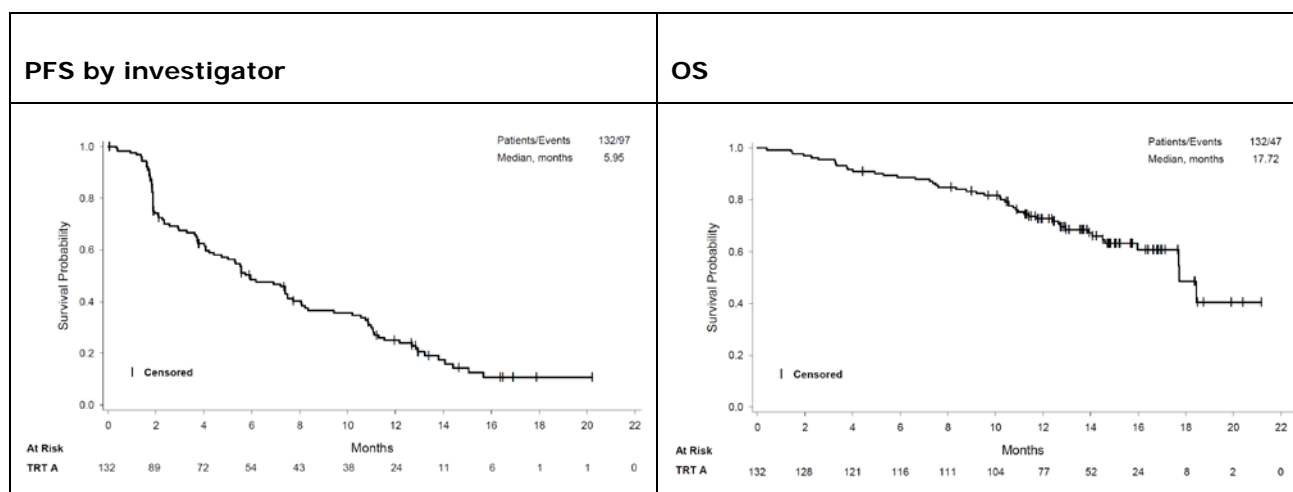 PFS by investigator
OS
Patients/Events 132/97
Median, months 5.95
1.0
0.8
0.6
0.4
0.2
0.0
Survival Probability
Censored
0 2 4 6 8 10 12 14 16 18 20 22
At Risk
Months
TRT A 132 89 72 54 43 38 24 11 6 1 1 0
Patients/Events 132/47
Median, months 17.72
1.0
0.8
0.6
0.4
0.2
0.0
Survival Probability
Censored
0 2 4 6 8 10 12 14 16 18 20 22
At Risk
Months
TRT A 132 128 121 116 111 104 77 52 24 8 2 0